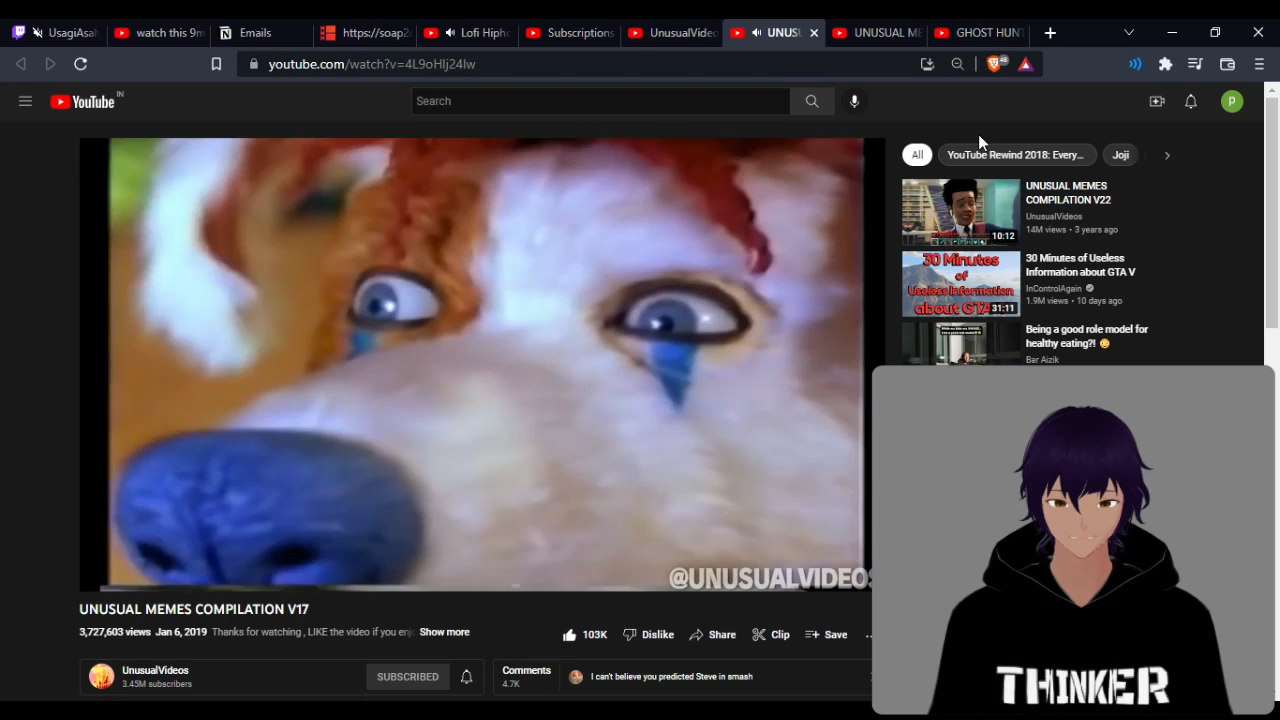 UsagiAsah
watch this 9m
Emails
https://soap2
Lofi Hiphc
Subscriptions
UnusualVideo
UNUS
UNUSUAL ME
GHOST HUNT
youtube.com/watch?v=4L9oHIj24Iw
48
YouTube IN
Search
p
All
YouTube Rewind 2018: Every...
Joji
10:12
UNUSUAL MEMES
COMPILATION V22
UnusualVideos
14M views • 3 years ago
30 Minutes
of
Useless
Information
about GTA
31:11
30 Minutes of Useless
Information about GTA V
InControlAgain
1.9M views • 10 days ago
Being a good role model for
healthy eating?! 😳
Bar Aizik
@UNUSUALVIDEOS
UNUSUAL MEMES COMPILATION V17
3,727,603 views Jan 6, 2019 Thanks for watching , LIKE the video if you enj Show more
103K
Dislike
Share
Clip
Save
...
UnusualVideos
3.45M subscribers
SUBSCRIBED
Comments
4.7K
I can't believe you predicted Steve in smash
THINKER